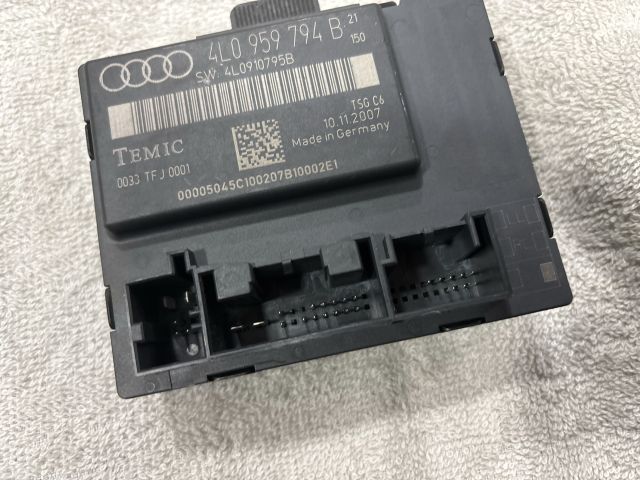 4L0 959 794 B 21
150
SW: 4L0910795B
TSG C6
10.11.2007
TEMIC
Made in Germany
0033 TFJ 0001
00005045C100207B10002E1